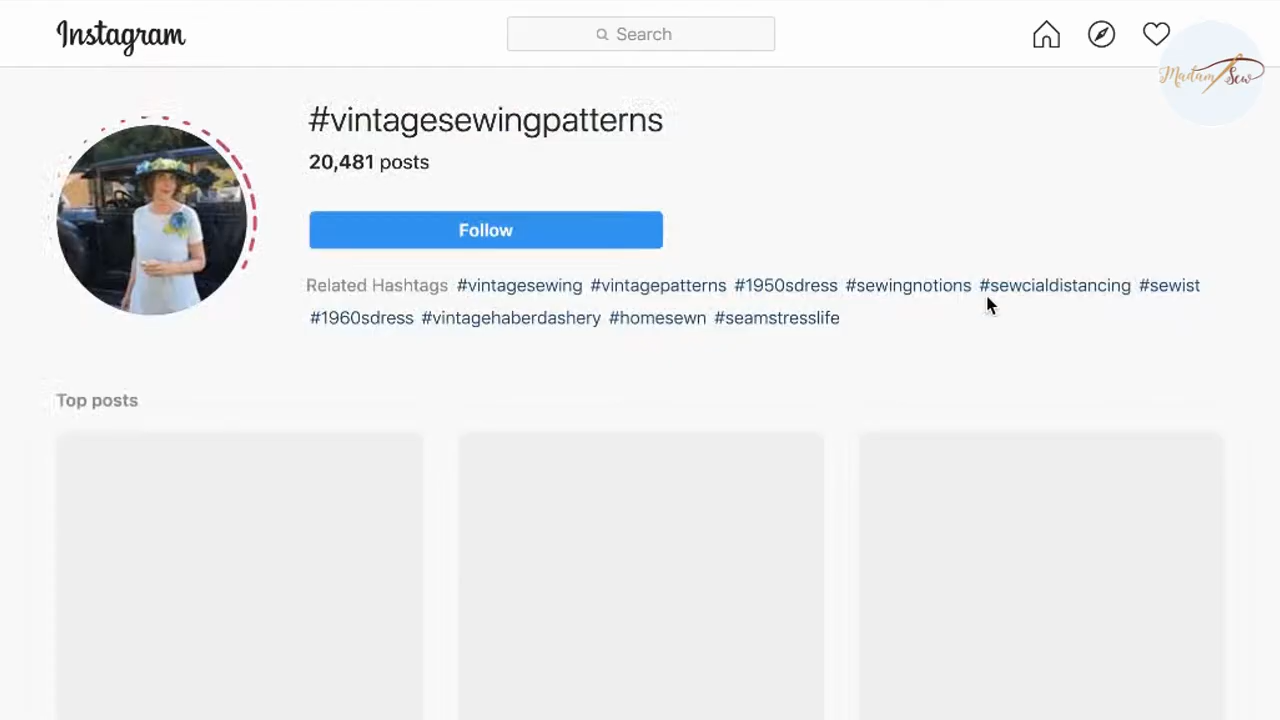 Instagram
Search
Madam Sew
#vintagesewingpatterns
20,481 posts
Follow
Related Hashtags #vintagesewing #vintagepatterns #1950sdress #sewingnotions #sewcialdistancing #sewist
#1960sdress #vintagehaberdashery #homesewn #seamstresslife
Top posts